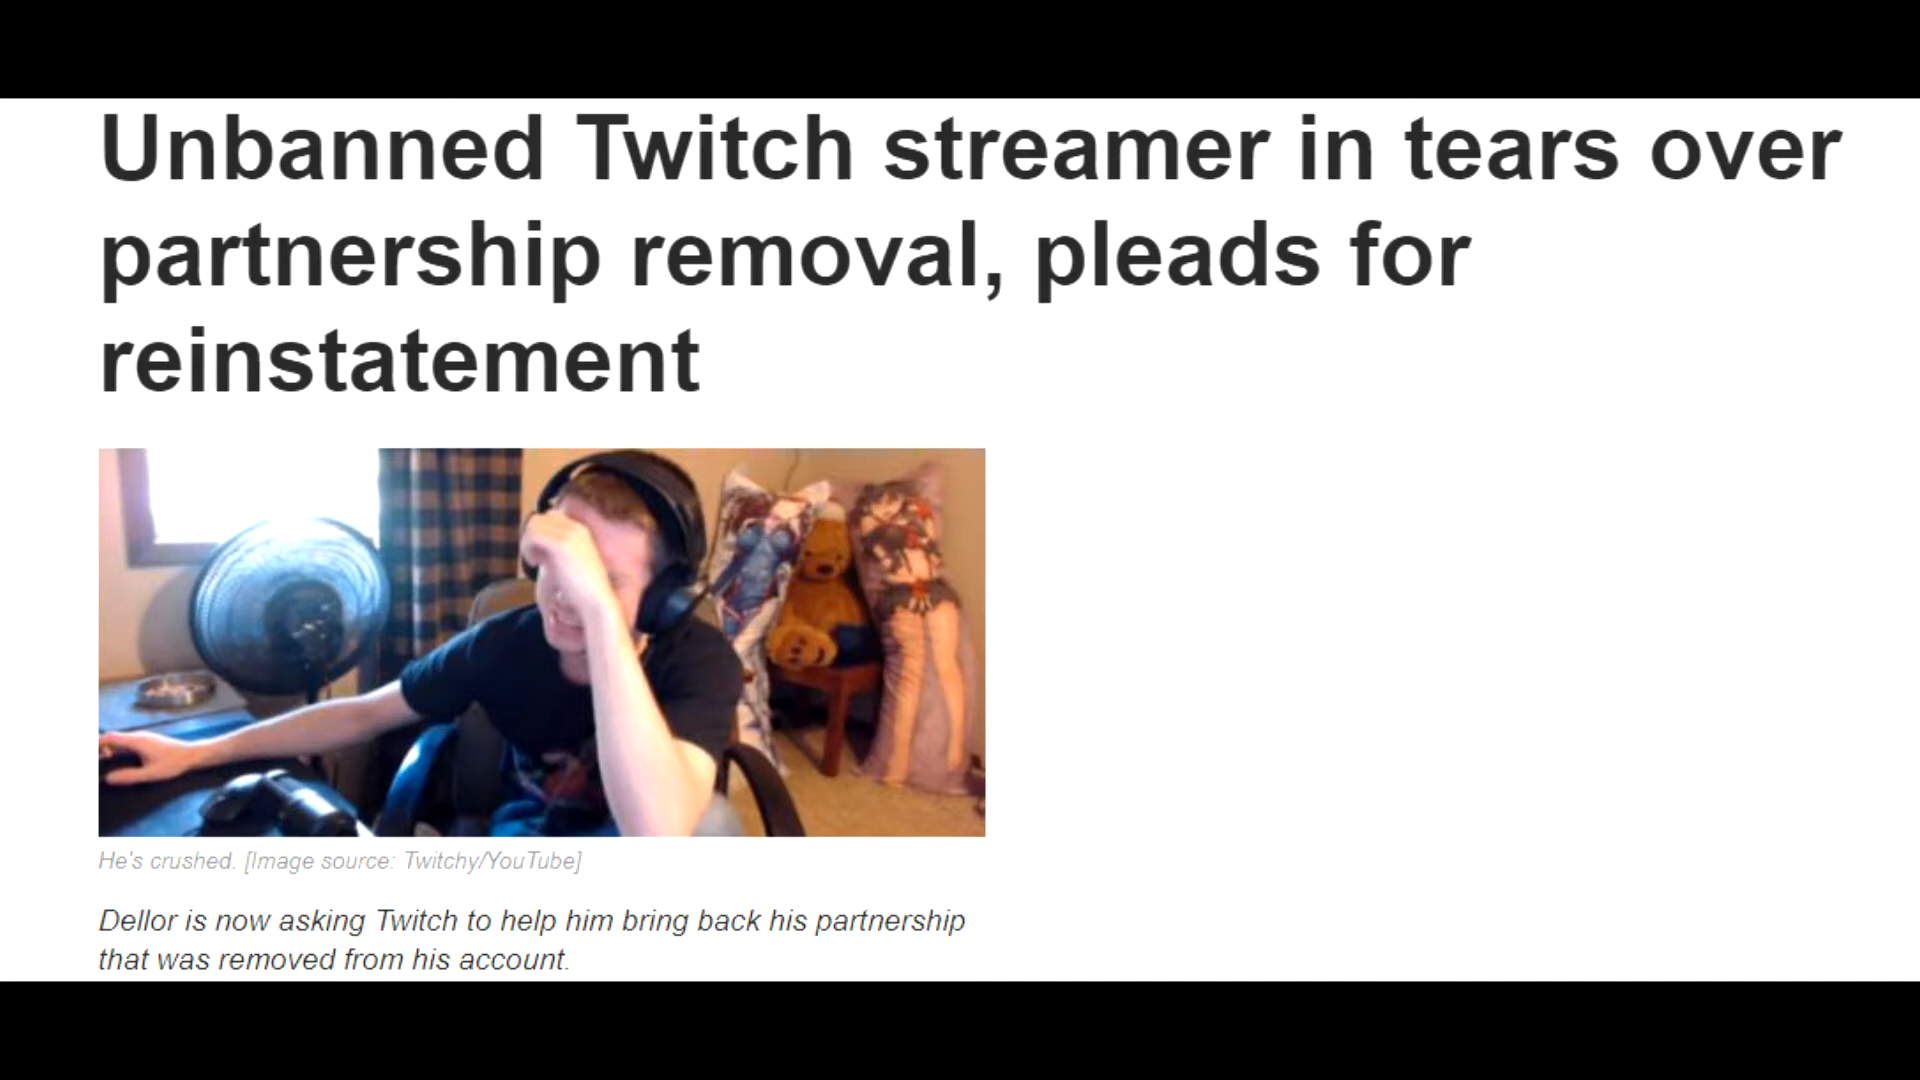 Unbanned Twitch streamer in tears over
partnership removal, pleads for
reinstatement
He's crushed. [Image source: Twitchy/YouTube]
Dellor is now asking Twitch to help him bring back his partnership
that was removed from his account.